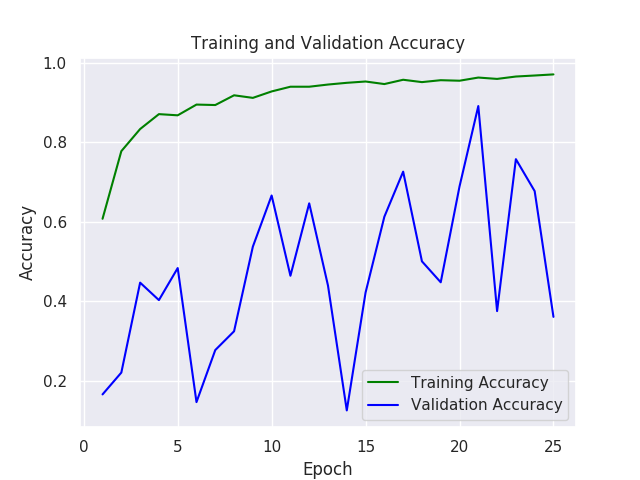 Training and Validation Accuracy
1.0
0.8
0.6
0.4
0.2
Accuracy
0 5 10 15 20 25
Epoch
Training Accuracy
Validation Accuracy